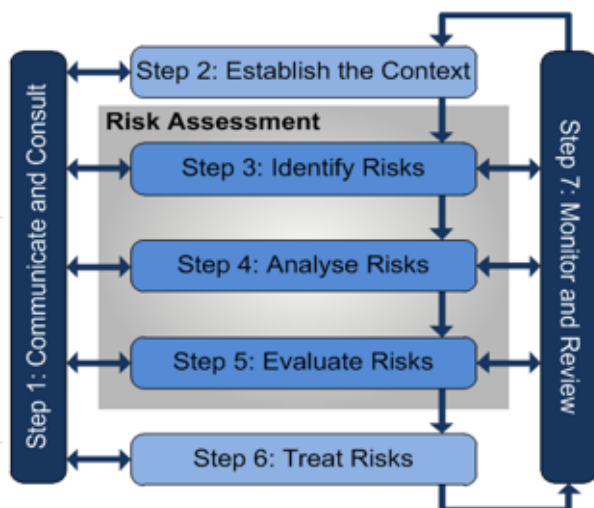 Step 1: Communicate and Consult
Step 2: Establish the Context
Risk Assessment
Step 3: Identify Risks
Step 4: Analyse Risks
Step 5: Evaluate Risks
Step 6: Treat Risks
Step 7: Monitor and Review